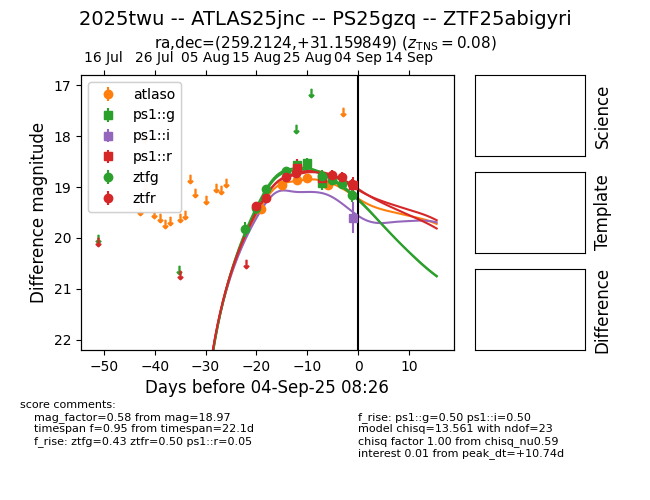 2025twu -- ATLAS25jnc -- PS25gzq -- ZTF25abigyri
ra,dec=(259.2124,+31.159849) (z_TNS = 0.08)
16 Jul 26 Jul 05 Aug 15 Aug 25 Aug 04 Sep 14 Sep
17
18
19
20
21
22
Difference magnitude
atlaso
ps1::g
ps1::i
ps1::r
ztfg
ztfr
−50 −40 −30 −20 −10 0 10
Days before 04-Sep-25 08:26
Science
Template
Difference
score comments:
mag_factor=0.58 from mag=18.97
timespan f=0.95 from timespan=22.1d
f_rise: ztfg=0.43 ztfr=0.50 ps1::r=0.05
f_rise: ps1::g=0.50 ps1::i=0.50
model chisq=13.561 with ndof=23
chisq factor 1.00 from chisq_nu0.59
interest 0.01 from peak_dt=+10.74d